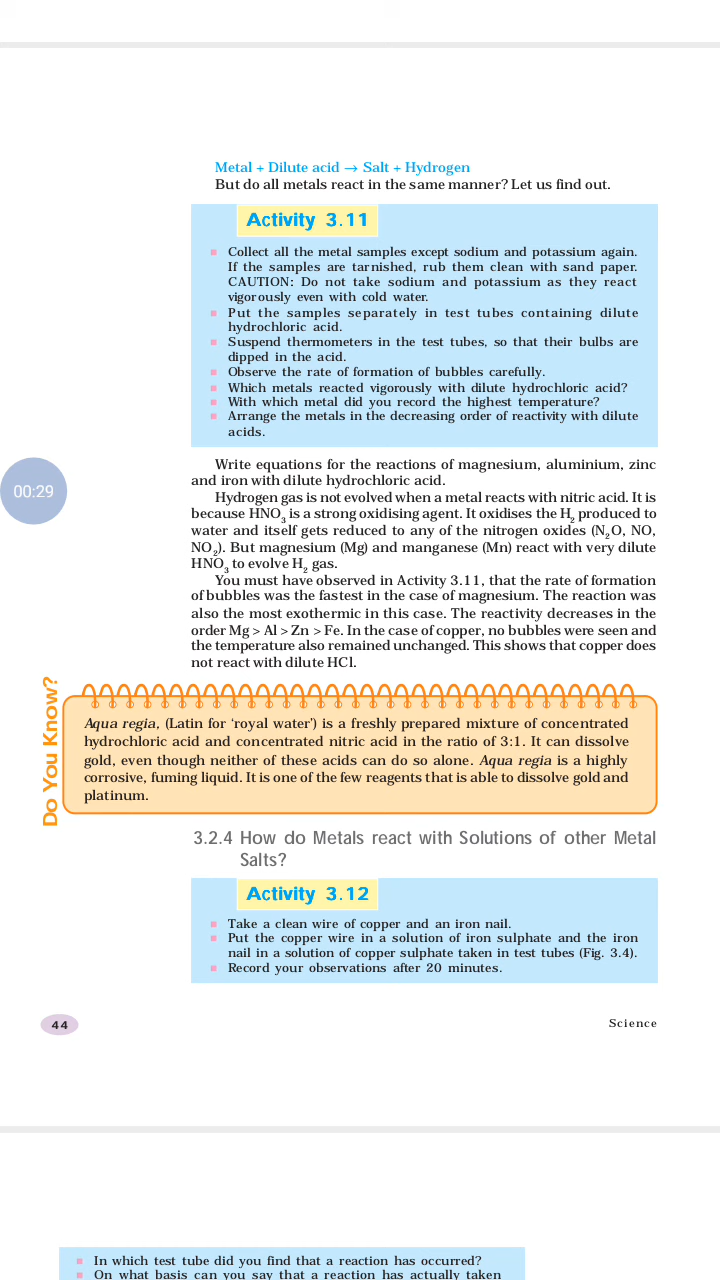 Metal + Dilute acid → Salt + Hydrogen
But do all metals react in the same manner? Let us find out.
Activity 3.11
■ Collect all the metal samples except sodium and potassium again.
If the samples are tarnished, rub them clean with sand paper.
CAUTION: Do not take sodium and potassium as they react
vigorously even with cold water.
■ Put the samples separately in test tubes containing dilute
hydrochloric acid.
■ Suspend thermometers in the test tubes, so that their bulbs are
dipped in the acid.
■ Observe the rate of formation of bubbles carefully.
■ Which metals reacted vigorously with dilute hydrochloric acid?
■ With which metal did you record the highest temperature?
■ Arrange the metals in the decreasing order of reactivity with dilute
acids.
Write equations for the reactions of magnesium, aluminium, zinc
and iron with dilute hydrochloric acid.
00:29
Hydrogen gas is not evolved when a metal reacts with nitric acid. It is
because HNO₃ is a strong oxidising agent. It oxidises the H₂ produced to
water and itself gets reduced to any of the nitrogen oxides (N₂O, NO,
NO₂). But magnesium (Mg) and manganese (Mn) react with very dilute
HNO₃ to evolve H₂ gas.
You must have observed in Activity 3.11, that the rate of formation
of bubbles was the fastest in the case of magnesium. The reaction was
also the most exothermic in this case. The reactivity decreases in the
order Mg > Al > Zn > Fe. In the case of copper, no bubbles were seen and
the temperature also remained unchanged. This shows that copper does
not react with dilute HCl.
Do You Know?
Aqua regia, (Latin for ‘royal water’) is a freshly prepared mixture of concentrated
hydrochloric acid and concentrated nitric acid in the ratio of 3:1. It can dissolve
gold, even though neither of these acids can do so alone. Aqua regia is a highly
corrosive, fuming liquid. It is one of the few reagents that is able to dissolve gold and
platinum.
3.2.4 How do Metals react with Solutions of other Metal
Salts?
Activity 3.12
■ Take a clean wire of copper and an iron nail.
■ Put the copper wire in a solution of iron sulphate and the iron
nail in a solution of copper sulphate taken in test tubes (Fig. 3.4).
■ Record your observations after 20 minutes.
44
Science
■ In which test tube did you find that a reaction has occurred?
■ On what basis can you say that a reaction has actually taken